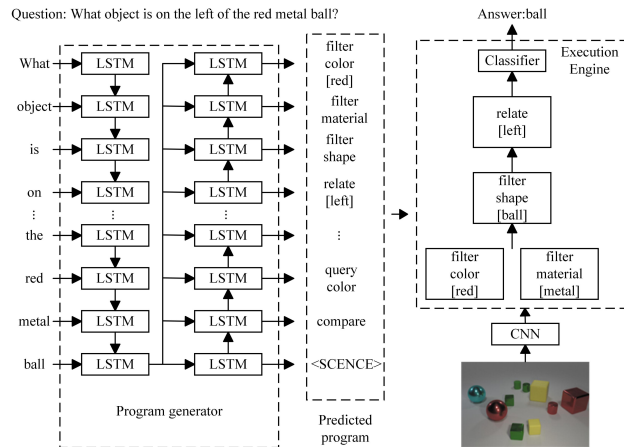 Question: What object is on the left of the red metal ball?
Answer:ball
What
LSTM
LSTM
filter
color
[red]
object
LSTM
LSTM
filter
material
is
LSTM
LSTM
filter
shape
on
LSTM
LSTM
relate
[left]
...
...
...
...
the
LSTM
LSTM
red
LSTM
LSTM
query
color
metal
LSTM
LSTM
compare
ball
LSTM
LSTM
<SCENCE>
Program generator
Predicted
program
Execution
Engine
Classifier
relate
[left]
filter
shape
[ball]
filter
color
[red]
filter
material
[metal]
CNN